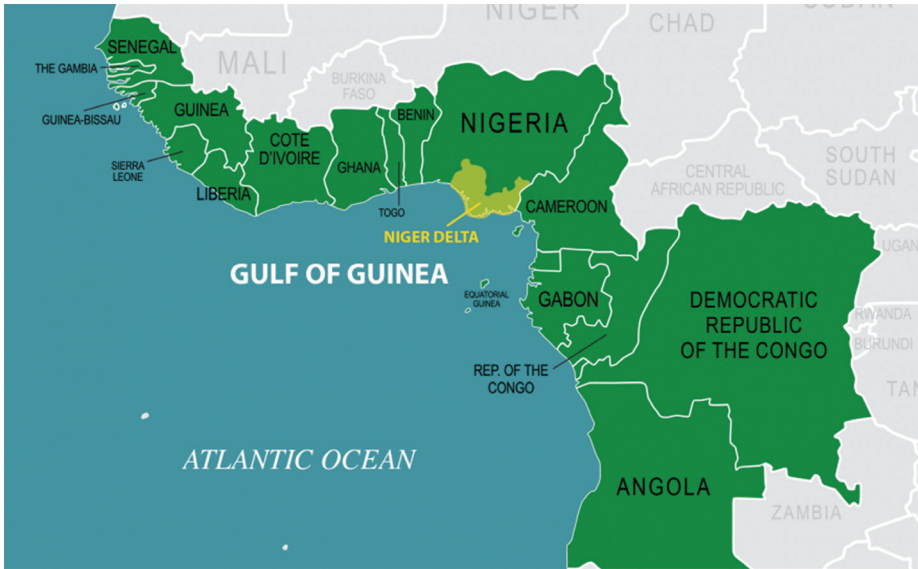 NIGER
CHAD
SENEGAL
MALI
THE GAMBIA
BURKINA
FASO
GUINEA
BENIN
GUINEA-BISSAU
NIGERIA
COTE
D'IVOIRE
GHANA
SIERRA
LEONE
LIBERIA
TOGO
CENTRAL
AFRICAN REPUBLIC
SOUTH
SUDAN
CAMEROON
NIGER DELTA
UGAN
GULF OF GUINEA
EQUATORIAL
GUINEA
GABON
DEMOCRATIC
REPUBLIC
OF THE CONGO
RWANDA
BURUNDI
REP. OF THE
CONGO
TAN
ATLANTIC OCEAN
ANGOLA
ZAMBIA